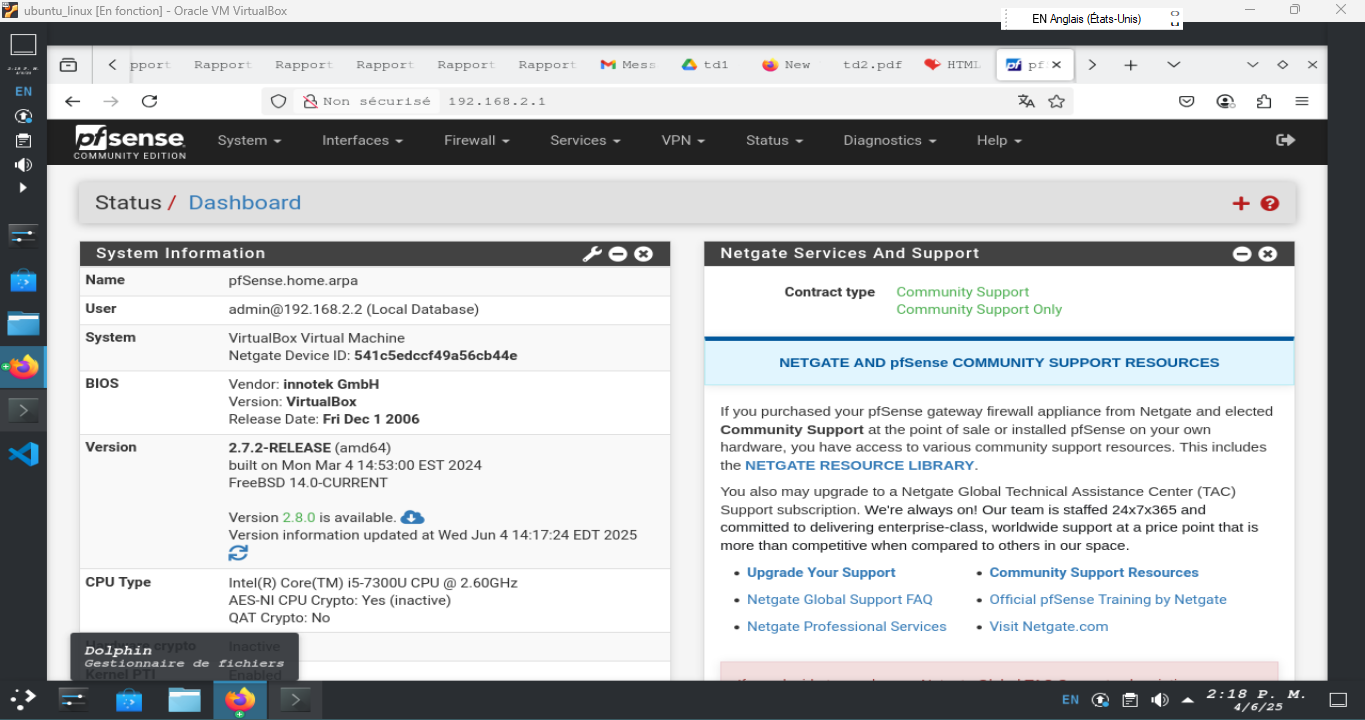 ubuntu_linux [En fonction] - Oracle VM VirtualBox
EN Anglais (États-Unis)
2:18 P. M.
4/6/25
EN
Rapport Rapport Rapport Rapport Rapport Mess td1 New td2.pdf HTML pf
Non sécurisé 192.168.2.1
pfsense
COMMUNITY EDITION
System Interfaces Firewall Services VPN Status Diagnostics Help
Status / Dashboard
System Information
Name pfSense.home.arpa
User admin@192.168.2.2 (Local Database)
System VirtualBox Virtual Machine
Netgate Device ID: 541c5edccf49a56cb44e
BIOS Vendor: innotek GmbH
Version: VirtualBox
Release Date: Fri Dec 1 2006
Version 2.7.2-RELEASE (amd64)
built on Mon Mar 4 14:53:00 EST 2024
FreeBSD 14.0-CURRENT
Version 2.8.0 is available.
Version information updated at Wed Jun 4 14:17:24 EDT 2025
CPU Type Intel(R) Core(TM) i5-7300U CPU @ 2.60GHz
AES-NI CPU Crypto: Yes (inactive)
QAT Crypto: No
Hardware crypto Inactive
Kernel PTI Enabled
Dolphin
Gestionnaire de fichiers
Netgate Services And Support
Contract type Community Support
Community Support Only
NETGATE AND pfSense COMMUNITY SUPPORT RESOURCES
If you purchased your pfSense gateway firewall appliance from Netgate and elected
Community Support at the point of sale or installed pfSense on your own
hardware, you have access to various community support resources. This includes
the NETGATE RESOURCE LIBRARY.
You also may upgrade to a Netgate Global Technical Assistance Center (TAC)
Support subscription. We're always on! Our team is staffed 24x7x365 and
committed to delivering enterprise-class, worldwide support at a price point that is
more than competitive when compared to others in our space.
• Upgrade Your Support
• Community Support Resources
• Netgate Global Support FAQ
• Official pfSense Training by Netgate
• Netgate Professional Services
• Visit Netgate.com
EN
2:18 P. M.
4/6/25